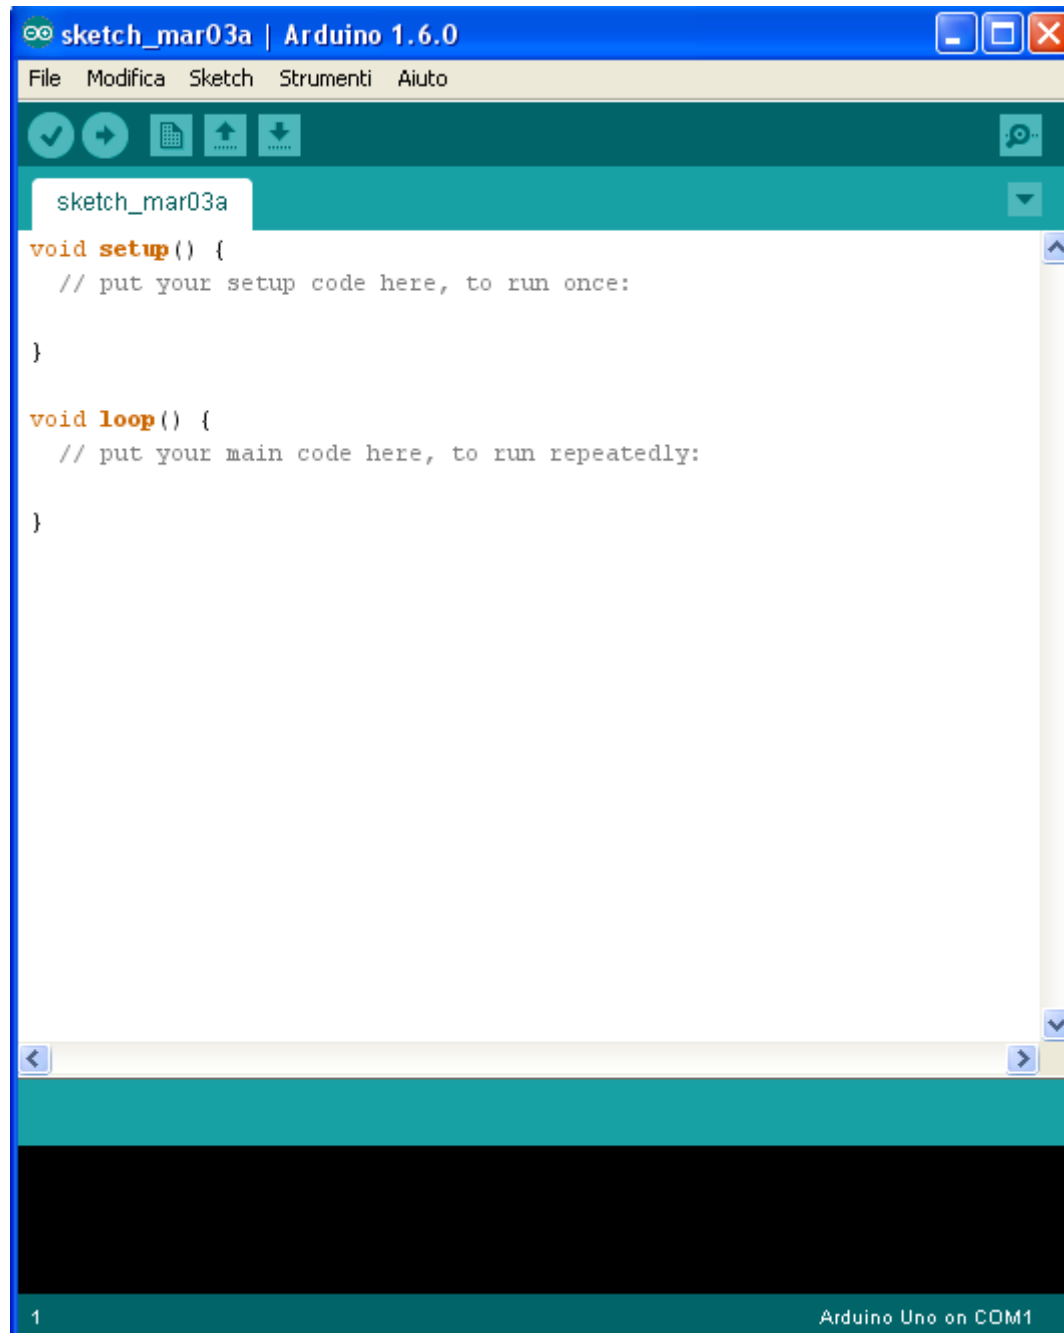 sketch_mar03a | Arduino 1.6.0
File Modifica Sketch Strumenti Aiuto
sketch_mar03a
void setup() {
  // put your setup code here, to run once:
}
void loop() {
  // put your main code here, to run repeatedly:
}
1 Arduino Uno on COM1